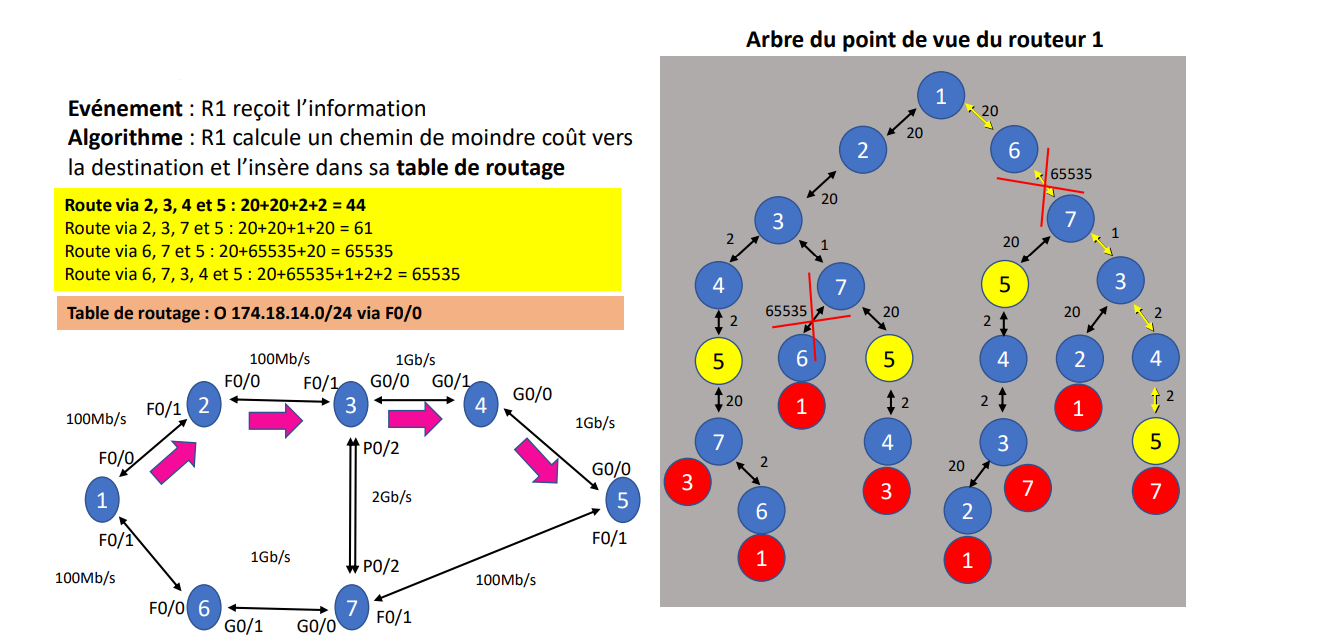 Arbre du point de vue du routeur 1
Evénement : R1 reçoit l’information
Algorithme : R1 calcule un chemin de moindre coût vers
la destination et l’insère dans sa table de routage
Route via 2, 3, 4 et 5 : 20+20+2+2 = 44
Route via 2, 3, 7 et 5 : 20+20+1+20 = 61
Route via 6, 7 et 5 : 20+65535+20 = 65535
Route via 6, 7, 3, 4 et 5 : 20+65535+1+2+2 = 65535
Table de routage : O 174.18.14.0/24 via F0/0
100Mb/s
1Gb/s
F0/0
F0/1
G0/0
G0/1
G0/0
2
3
4
F0/1
100Mb/s
1Gb/s
P0/2
F0/0
G0/0
1
2Gb/s
5
F0/1
F0/1
1Gb/s
P0/2
100Mb/s
100Mb/s
F0/0
6
7
F0/1
G0/1
G0/0
1
20
20
2
6
65535
20
3
7
2
1
20
1
4
7
5
3
65535
20
2
2
20
2
5
6
5
4
2
4
1
1
20
2
2
2
7
4
3
5
3
2
3
20
7
7
6
2
1
1